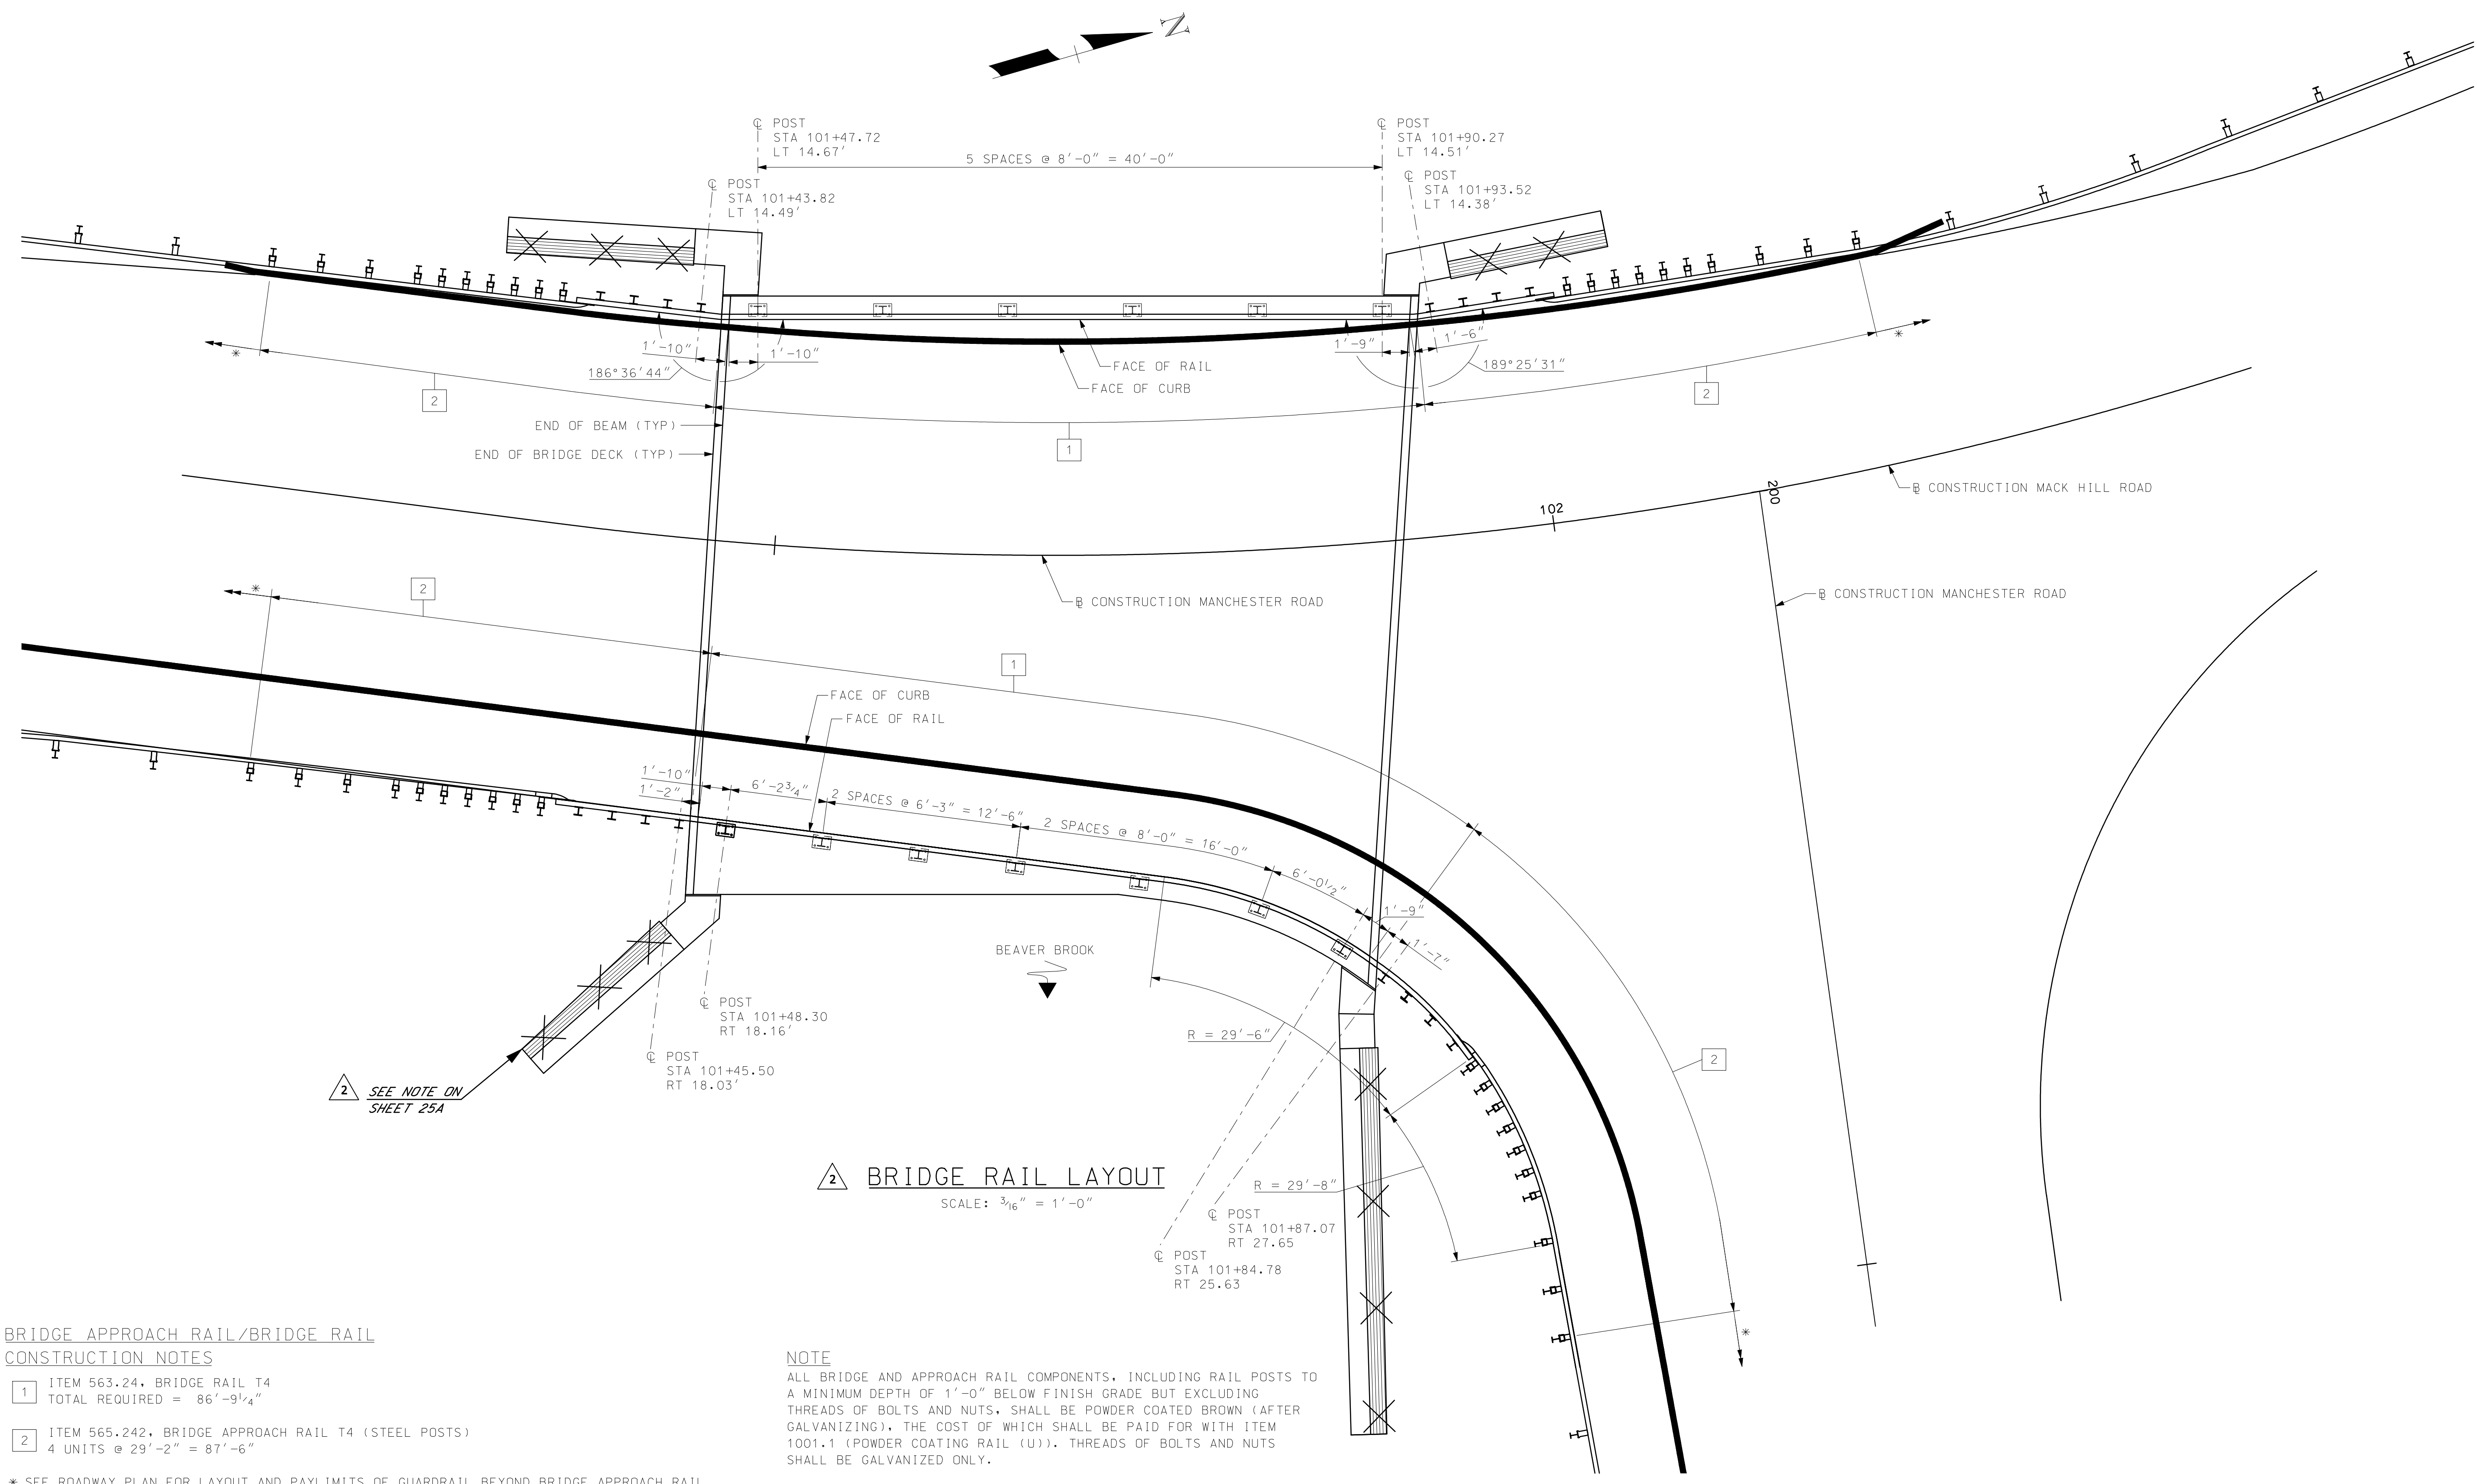 N
℄ POST
STA 101+47.72
LT 14.67'
5 SPACES @ 8'-0" = 40'-0"
℄ POST
STA 101+90.27
LT 14.51'
℄ POST
STA 101+43.82
LT 14.49'
℄ POST
STA 101+93.52
LT 14.38'
1'-10"
1'-10"
186°36'44"
1'-9"
1'-6"
189°25'31"
FACE OF RAIL
FACE OF CURB
*
2
*
2
END OF BEAM (TYP)
END OF BRIDGE DECK (TYP)
1
102
200
℄ CONSTRUCTION MACK HILL ROAD
℄ CONSTRUCTION MANCHESTER ROAD
℄ CONSTRUCTION MANCHESTER ROAD
*
2
1
FACE OF CURB
FACE OF RAIL
1'-10"
1'-2"
6'-2¾"
2 SPACES @ 6'-3" = 12'-6"
2 SPACES @ 8'-0" = 16'-0"
6'-0½"
1'-9"
1'-7"
BEAVER BROOK
℄ POST
STA 101+48.30
RT 18.16'
℄ POST
STA 101+45.50
RT 18.03'
R = 29'-6"
2
2 SEE NOTE ON
SHEET 25A
2 BRIDGE RAIL LAYOUT
SCALE: 3/16" = 1'-0"
R = 29'-8"
℄ POST
STA 101+87.07
RT 27.65
℄ POST
STA 101+84.78
RT 25.63
*
BRIDGE APPROACH RAIL/BRIDGE RAIL
CONSTRUCTION NOTES
1 ITEM 563.24, BRIDGE RAIL T4
TOTAL REQUIRED = 86'-9¼"
2 ITEM 565.242, BRIDGE APPROACH RAIL T4 (STEEL POSTS)
4 UNITS @ 29'-2" = 87'-6"
* SEE ROADWAY PLAN FOR LAYOUT AND PAYLIMITS OF GUARDRAIL BEYOND BRIDGE APPROACH RAIL
NOTE
ALL BRIDGE AND APPROACH RAIL COMPONENTS, INCLUDING RAIL POSTS TO
A MINIMUM DEPTH OF 1'-0" BELOW FINISH GRADE BUT EXCLUDING
THREADS OF BOLTS AND NUTS, SHALL BE POWDER COATED BROWN (AFTER
GALVANIZING), THE COST OF WHICH SHALL BE PAID FOR WITH ITEM
1001.1 (POWDER COATING RAIL (U)). THREADS OF BOLTS AND NUTS
SHALL BE GALVANIZED ONLY.